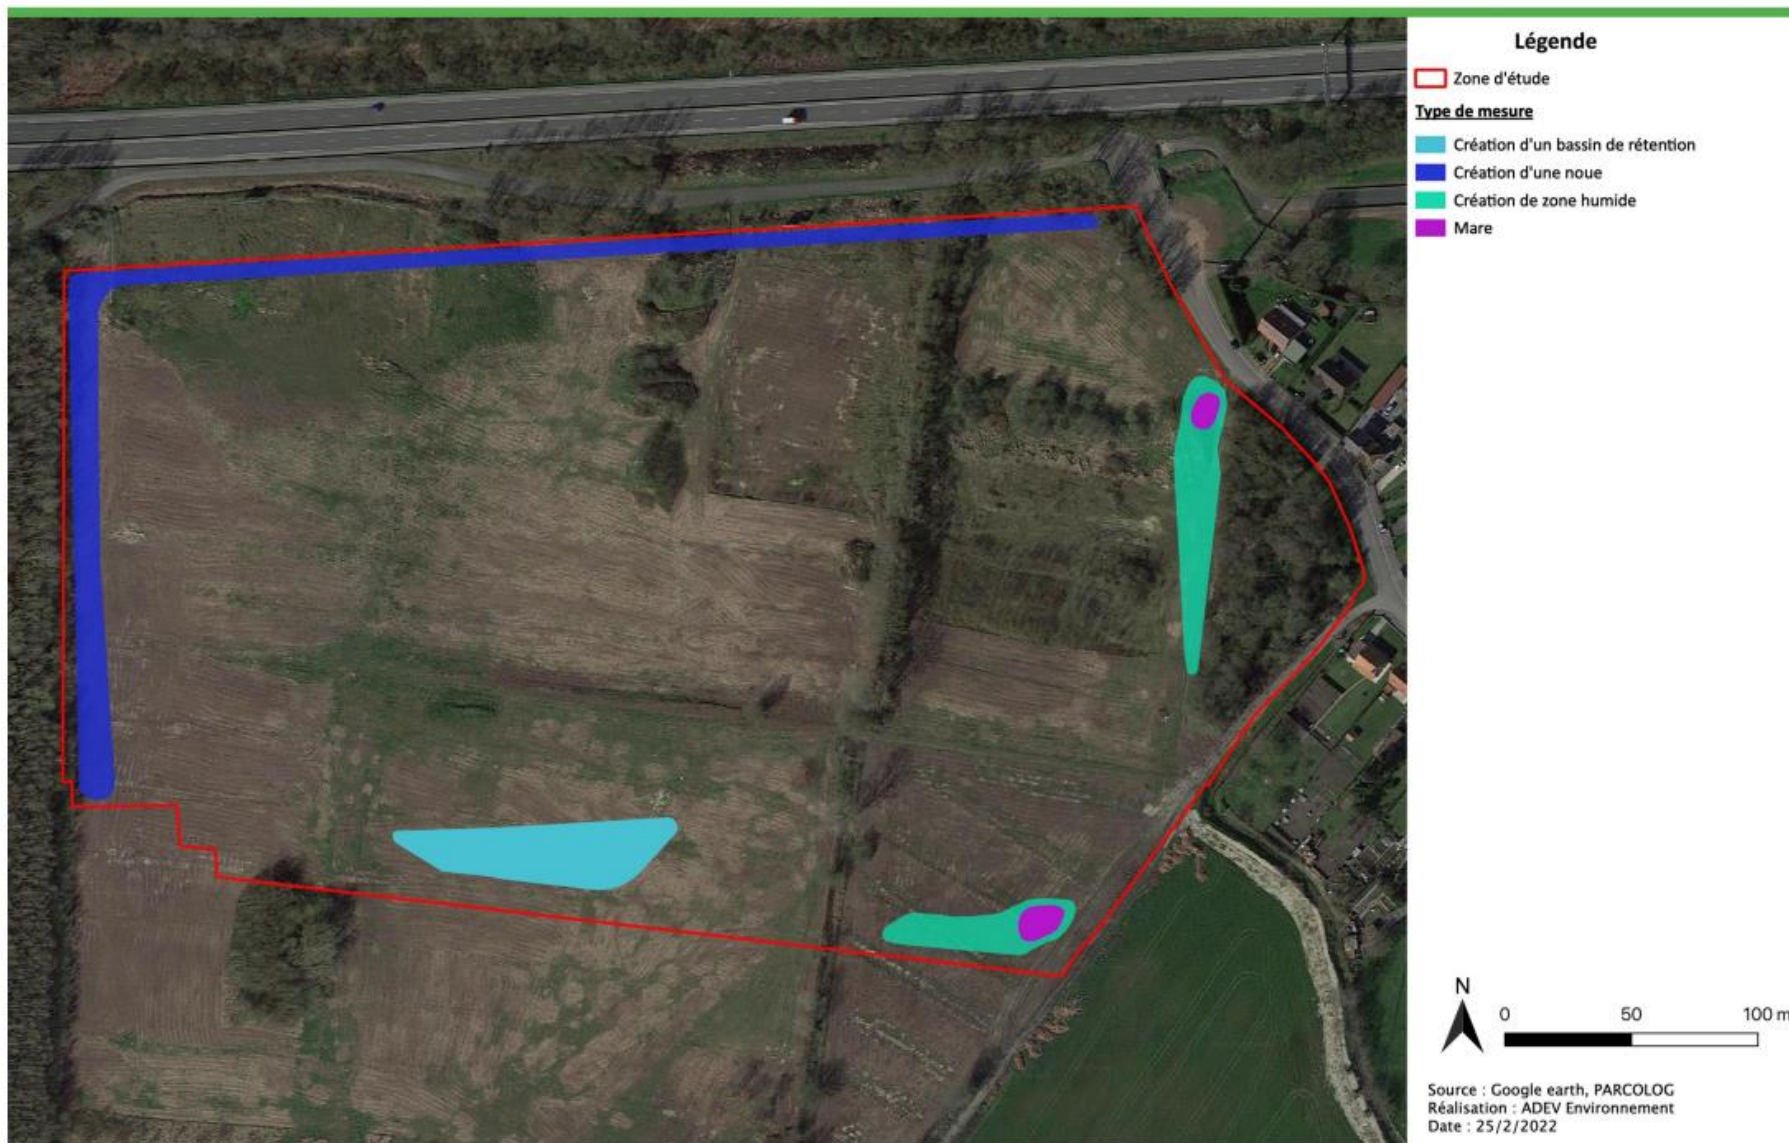 Légende
Zone d'étude
Type de mesure
Création d'un bassin de rétention
Création d'une noue
Création de zone humide
Mare
N
0 50 100 m
Source : Google earth, PARCOLOG
Réalisation : ADEV Environnement
Date : 25/2/2022